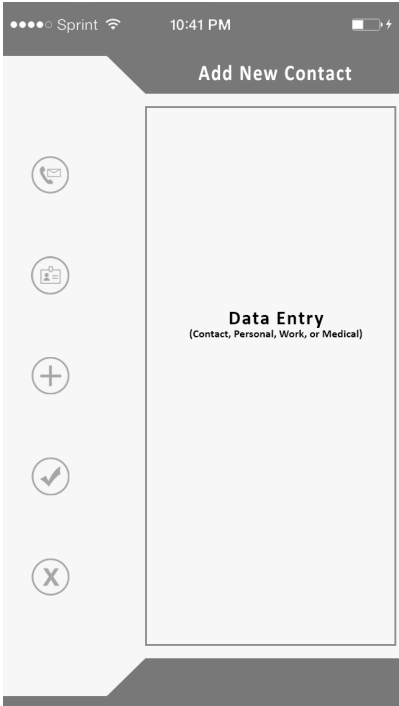 Sprint 10:41 PM
Add New Contact
Data Entry
(Contact, Personal, Work, or Medical)
X